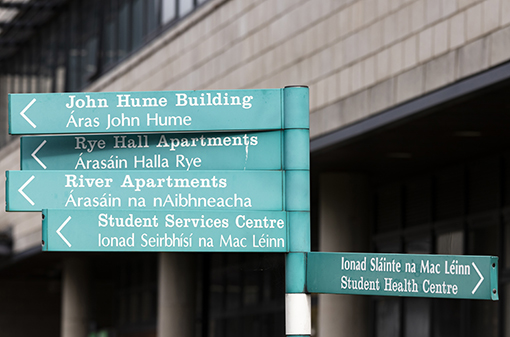 John Hume Building
Áras John Hume
Rye Hall Apartments
Árasáin Halla Rye
River Apartments
Árasáin na nAibhneacha
Student Services Centre
Ionad Seirbhísí na Mac Léinn
Ionad Sláinte na Mac Léinn
Student Health Centre